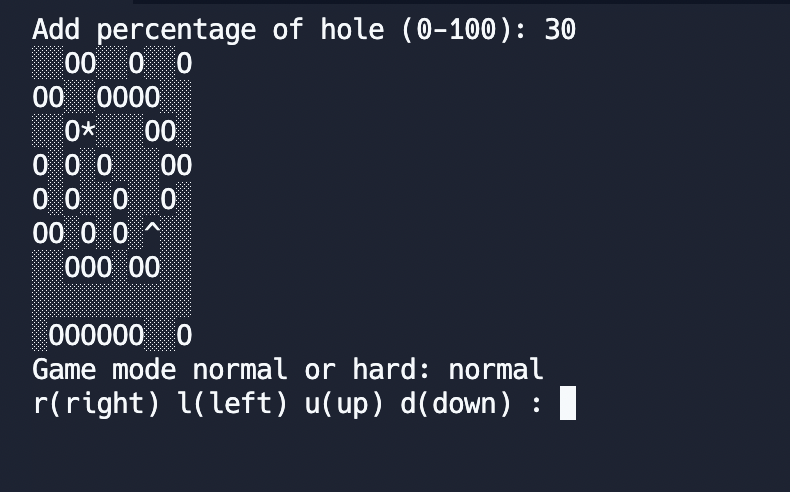 Add percentage of hole (0-100): 30
░░OO░░O░░O
OO░░OOOO░░
░░O*░░░OO░
O░O░O░░░OO
O░O░░O░░O░
OO░O░O░^░░
░░OOO░OO░░
░░░░░░░░░░
░OOOOOO░░O
Game mode normal or hard: normal
r(right) l(left) u(up) d(down) :